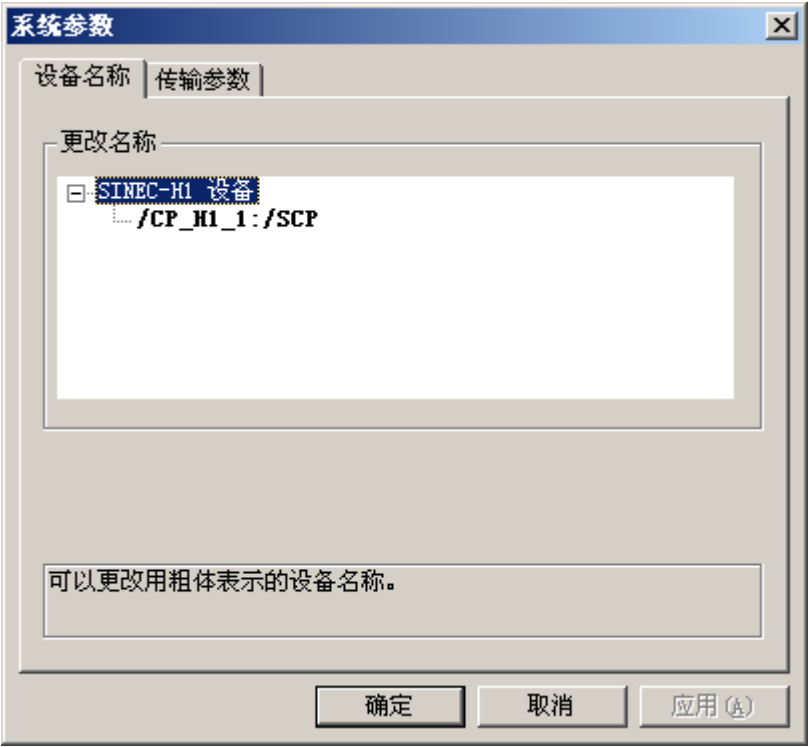 系统参数
设备名称 传输参数
更改名称
SINEC-H1 设备
/CP_H1_1:/SCP
可以更改用粗体表示的设备名称。
确定 取消 应用(A)